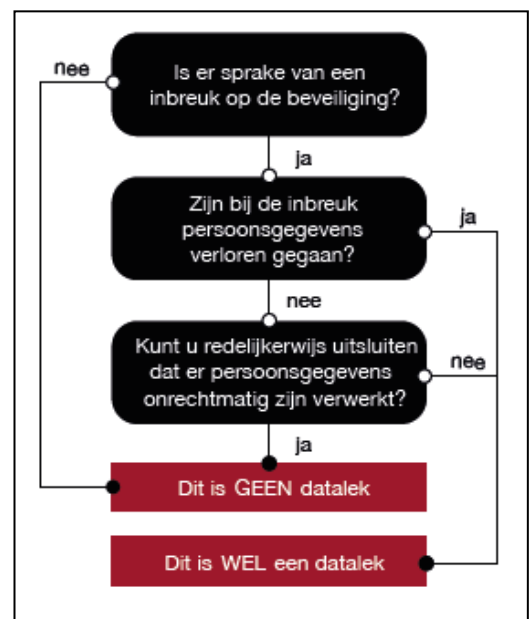 nee
Is er sprake van een
inbreuk op de beveiliging?
ja
Zijn bij de inbreuk
persoonsgegevens
verloren gegaan?
ja
nee
Kunt u redelijkerwijs uitsluiten
dat er persoonsgegevens
onrechtmatig zijn verwerkt?
nee
ja
Dit is GEEN datalek
Dit is WEL een datalek